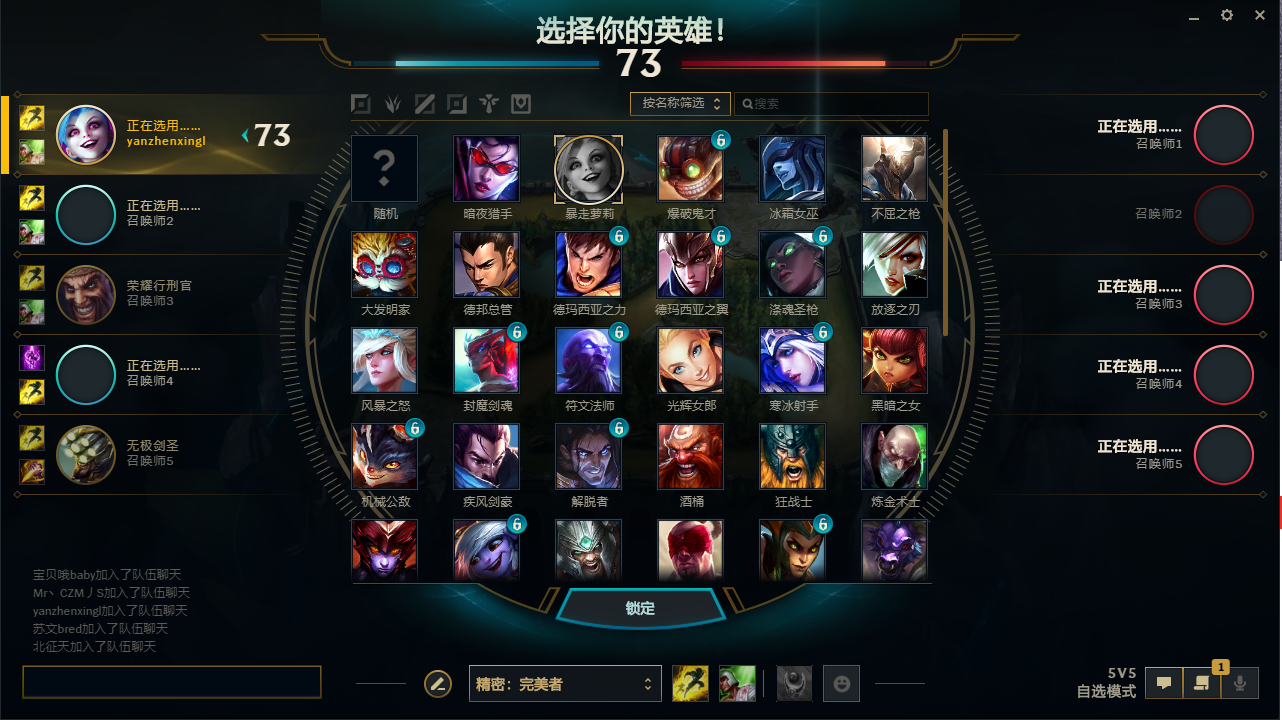 选择你的英雄！
73
按名称筛选
搜索
正在选用……
yanzhenxingl
73
正在选用……
召唤师2
荣耀行刑官
召唤师3
正在选用……
召唤师4
无极剑圣
召唤师5
随机
暗夜猎手
暴走萝莉
6
爆破鬼才
冰霜女巫
不屈之枪
大发明家
德邦总管
6
德玛西亚之力
6
德玛西亚之翼
6
涤魂圣枪
放逐之刃
风暴之怒
6
封魔剑魂
6
符文法师
光辉女郎
6
寒冰射手
黑暗之女
6
机械公敌
疾风剑豪
6
解脱者
酒桶
狂战士
炼金术士
6
6
正在选用……
召唤师1
召唤师2
正在选用……
召唤师3
正在选用……
召唤师4
正在选用……
召唤师5
宝贝哦baby加入了队伍聊天
Mr丶CZM丿S加入了队伍聊天
yanzhenxingl加入了队伍聊天
苏文bred加入了队伍聊天
北征天加入了队伍聊天
锁定
精密：完美者
5V5
自选模式
1